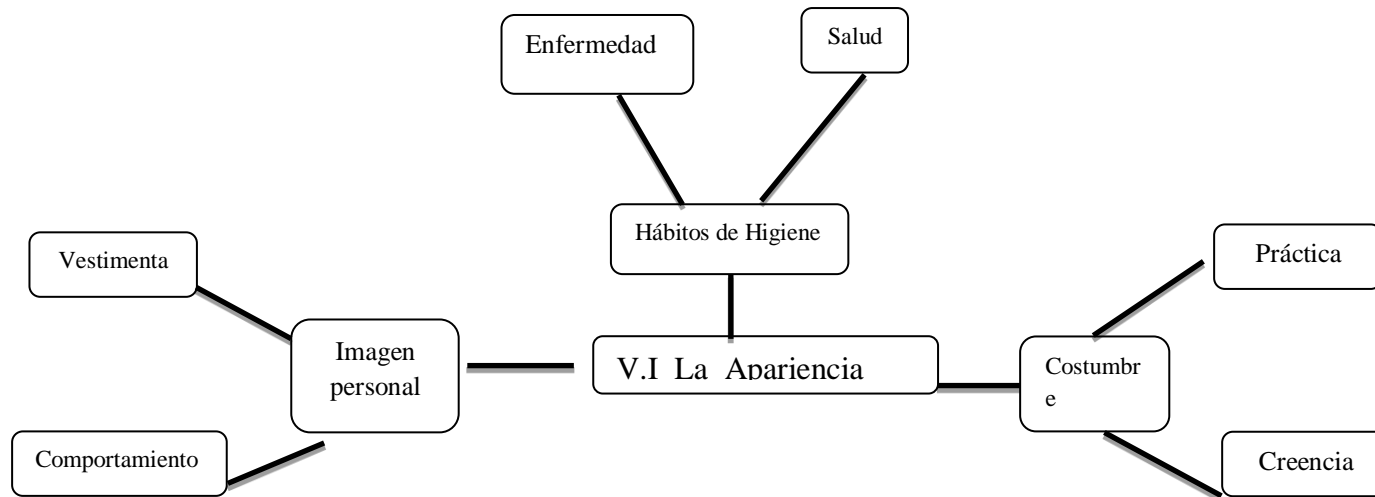 Enfermedad
Salud
Hábitos de Higiene
Vestimenta
Práctica
Imagen
personal
V.I La Apariencia
Costumbr
e
Comportamiento
Creencia